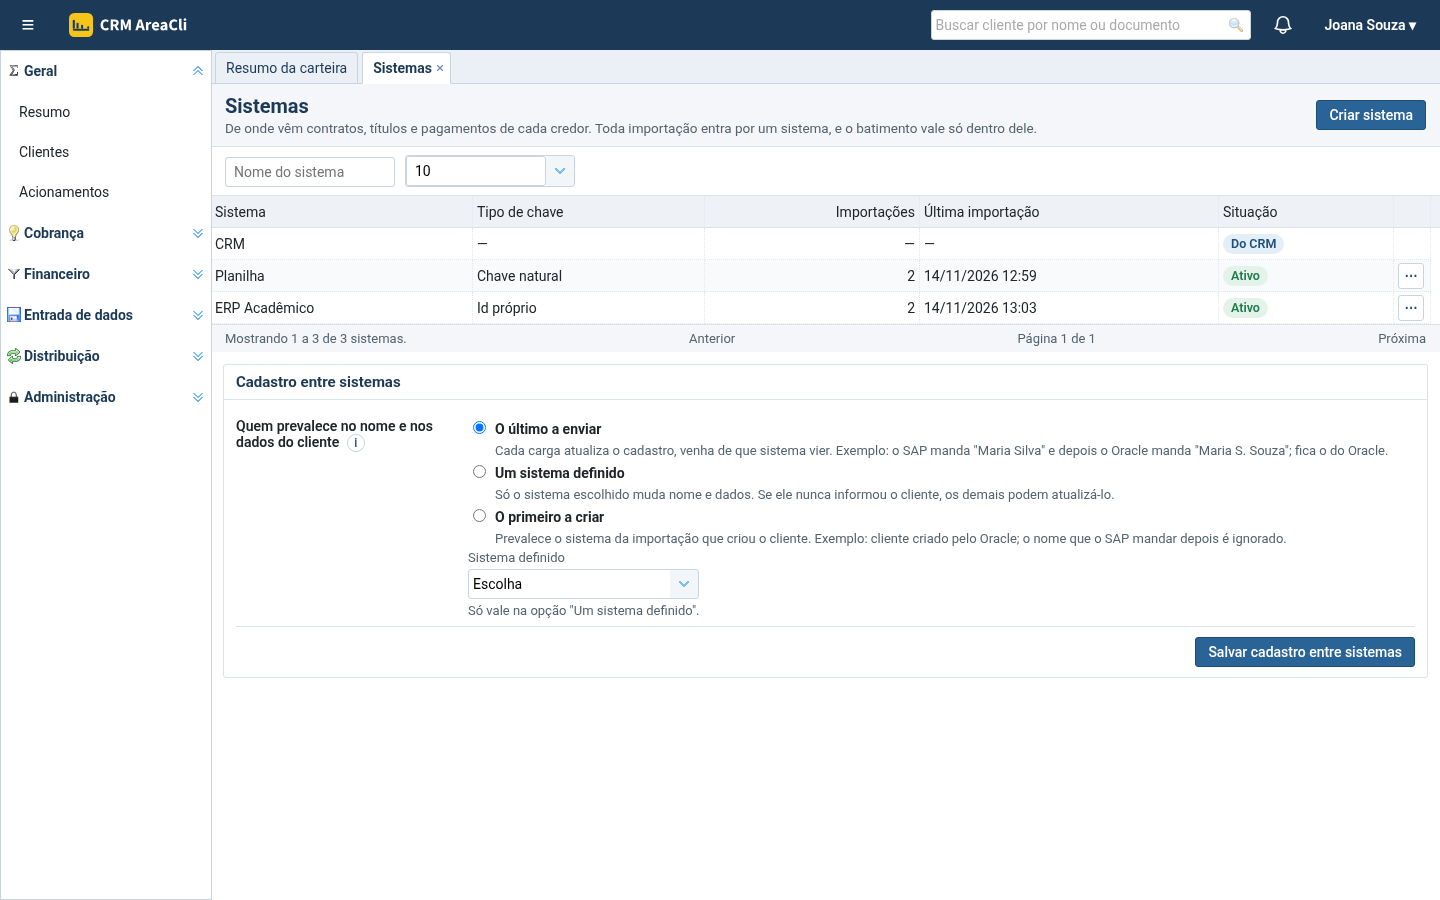 ≡ CRM AreaCli Buscar cliente por nome ou documento Joana Souza ▾
Σ Geral
Resumo
Clientes
Acionamentos
Cobrança
Financeiro
Entrada de dados
Distribuição
Administração
Resumo da carteira Sistemas ×
Sistemas
De onde vêm contratos, títulos e pagamentos de cada credor. Toda importação entra por um sistema, e o batimento vale só dentro dele.
Criar sistema
Nome do sistema 10
Sistema Tipo de chave Importações Última importação Situação
CRM — — — Do CRM
Planilha Chave natural 2 14/11/2026 12:59 Ativo ...
ERP Acadêmico Id próprio 2 14/11/2026 13:03 Ativo ...
Mostrando 1 a 3 de 3 sistemas. Anterior Página 1 de 1 Próxima
Cadastro entre sistemas
Quem prevalece no nome e nos
dados do cliente i
O último a enviar
Cada carga atualiza o cadastro, venha de que sistema vier. Exemplo: o SAP manda "Maria Silva" e depois o Oracle manda "Maria S. Souza"; fica o do Oracle.
Um sistema definido
Só o sistema escolhido muda nome e dados. Se ele nunca informou o cliente, os demais podem atualizá-lo.
O primeiro a criar
Prevalece o sistema da importação que criou o cliente. Exemplo: cliente criado pelo Oracle; o nome que o SAP mandar depois é ignorado.
Sistema definido
Escolha
Só vale na opção "Um sistema definido".
Salvar cadastro entre sistemas